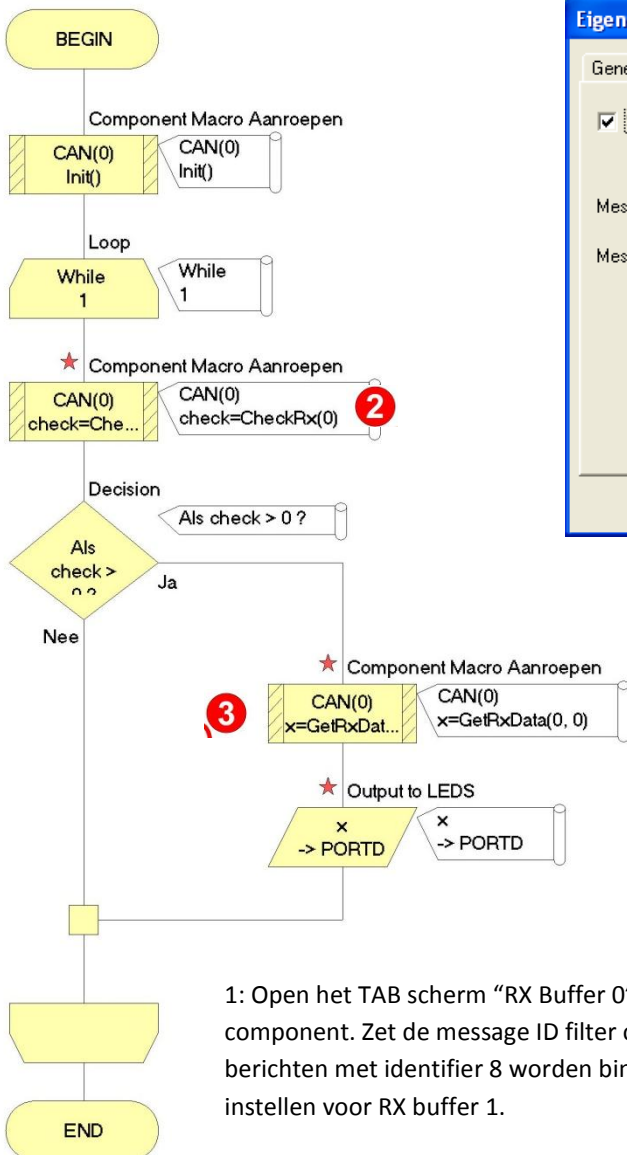 BEGIN
Component Macro Aanroepen
CAN(0)
Init()
CAN(0)
Init()
Loop
While
1
While
1
Component Macro Aanroepen
CAN(0)
check=Che...
CAN(0)
check=CheckRx(0)
2
Decision
Als check > 0 ?
Als
check >
0 ?
Ja
Nee
Component Macro Aanroepen
3
CAN(0)
x=GetRxDat...
CAN(0)
x=GetRxData(0, 0)
Output to LEDS
x
-> PORTD
x
-> PORTD
END
Eigen
Gene
Mes
Mes
1: Open het TAB scherm “RX Buffer 0”
component. Zet de message ID filter
berichten met identifier 8 worden bin
instellen voor RX buffer 1.